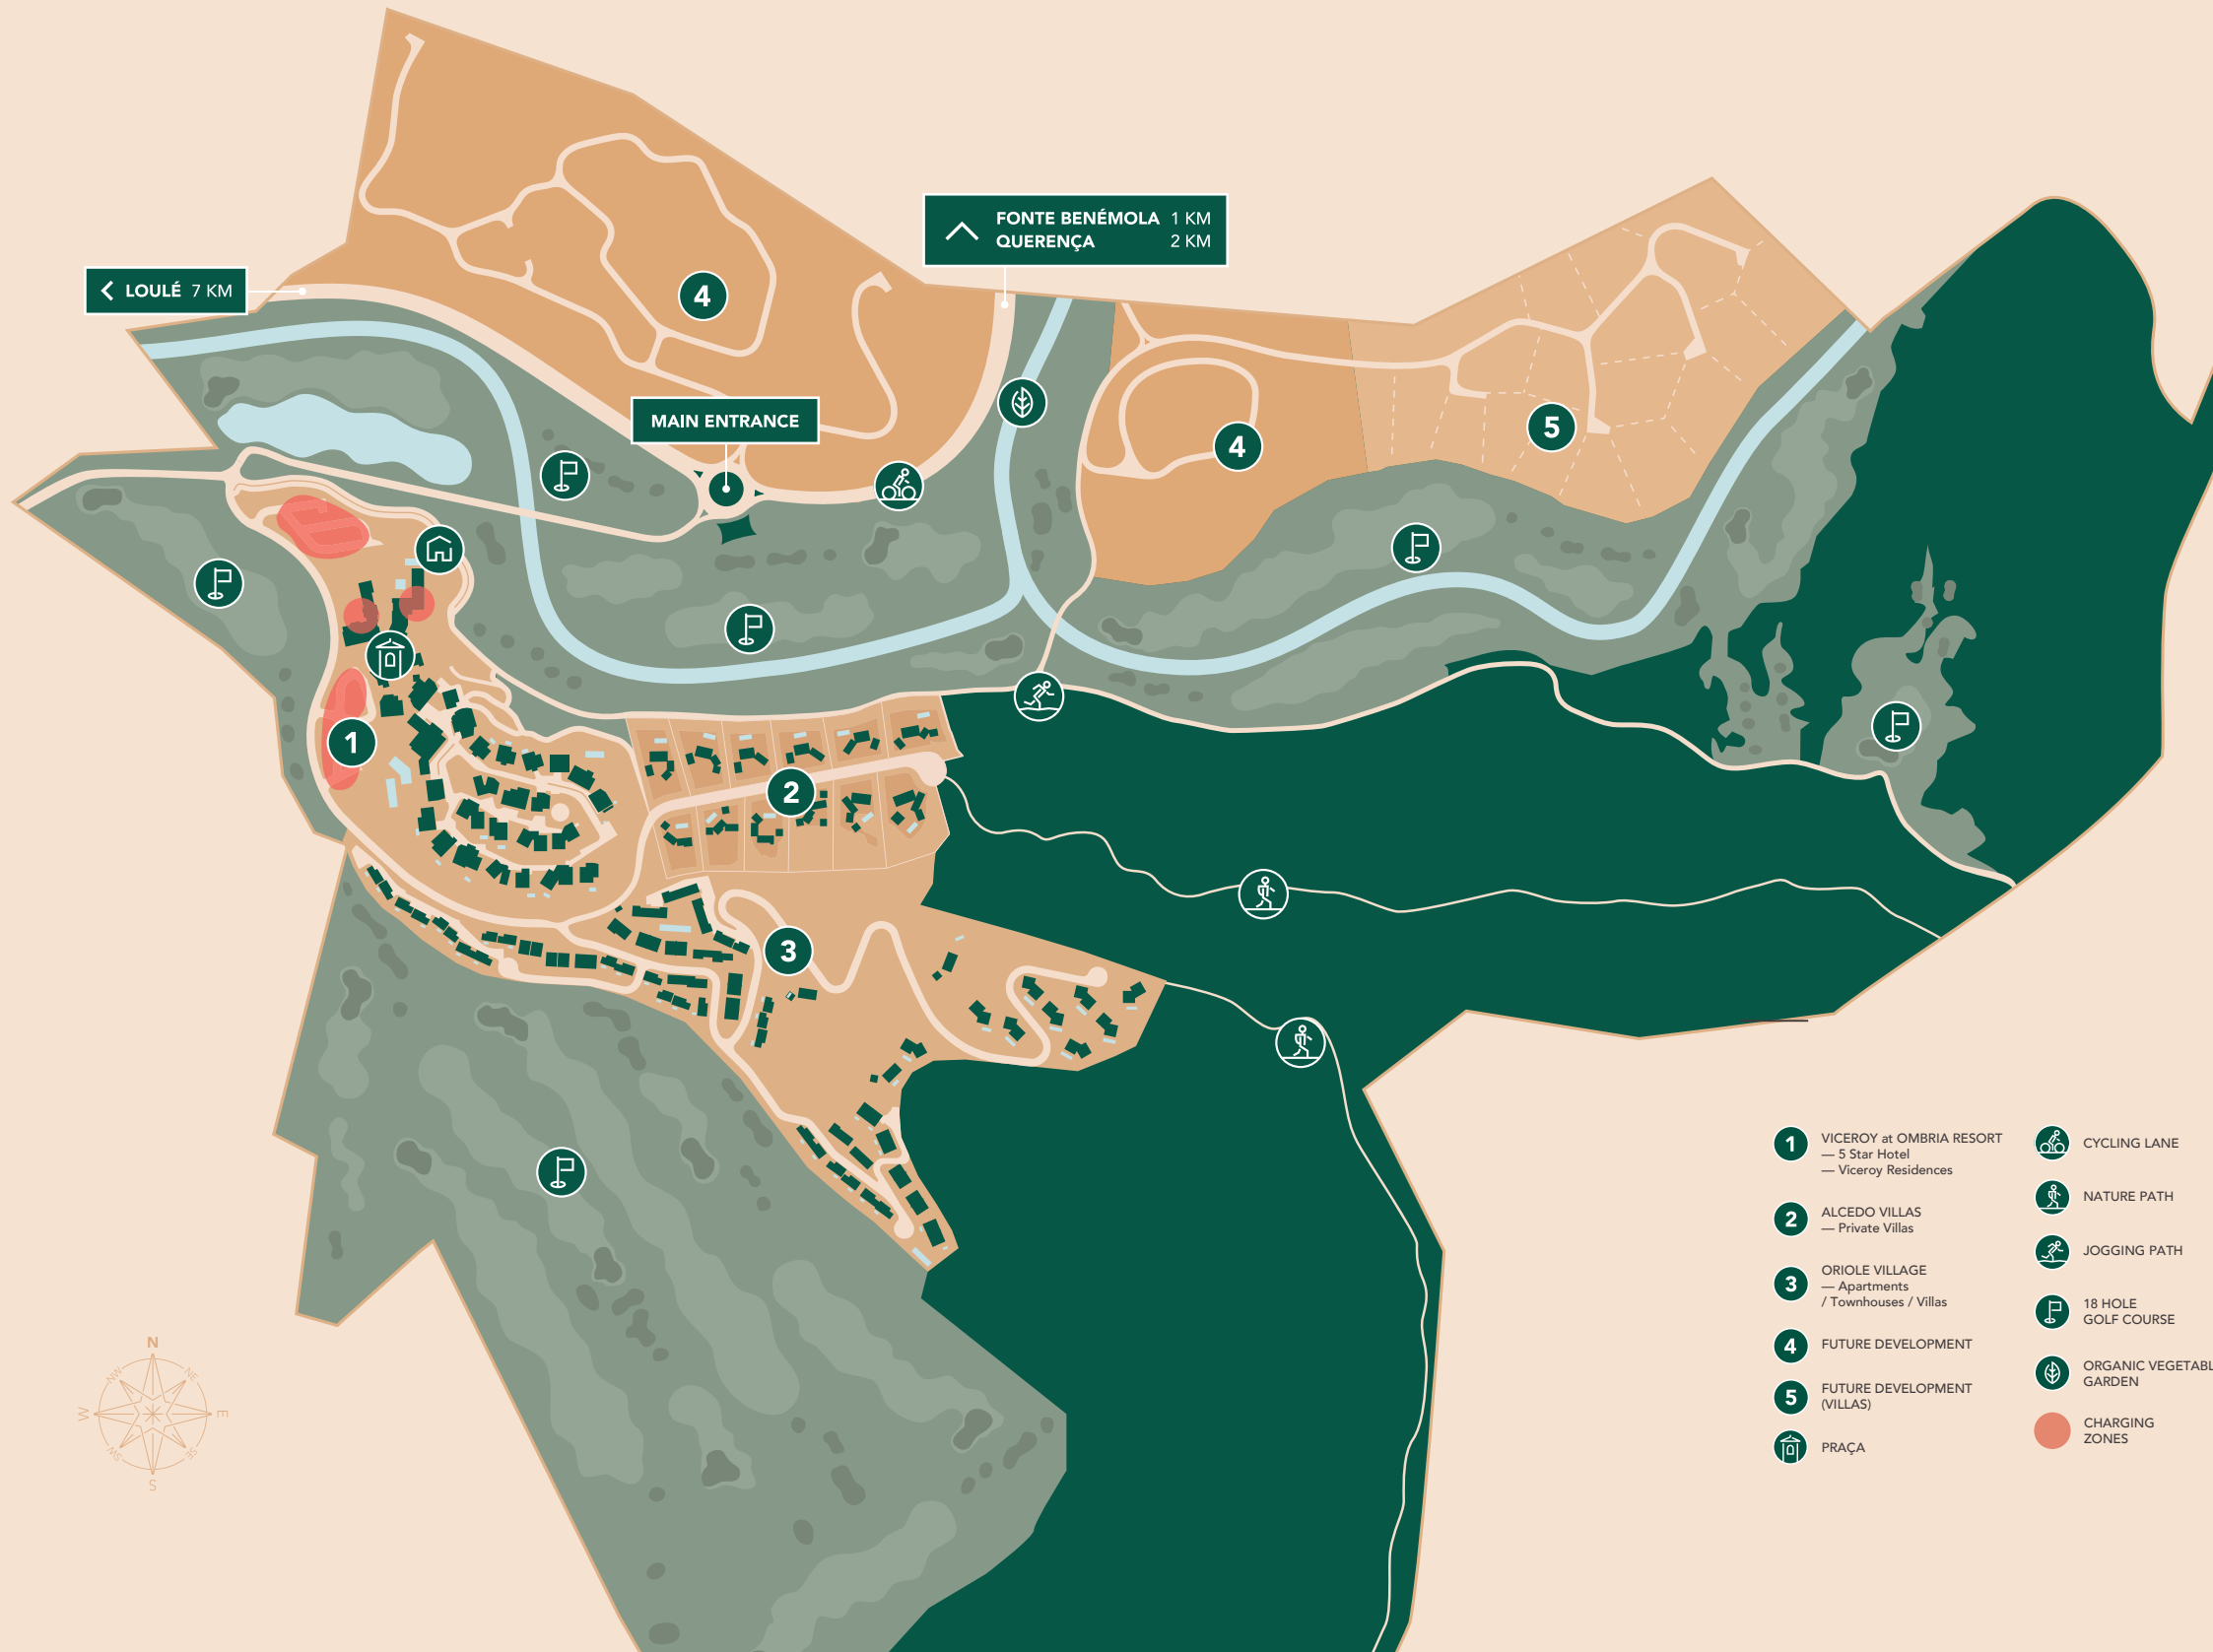 FONTE BENÉMOLA 1 KM
QUERENÇA 2 KM
LOULÉ 7 KM
4
MAIN ENTRANCE
5
4
1
2
3
1 VICEROY at OMBRIA RESORT
— 5 Star Hotel
— Viceroy Residences
2 ALCEDO VILLAS
— Private Villas
3 ORIOLE VILLAGE
— Apartments
/ Townhouses / Villas
4 FUTURE DEVELOPMENT
5 FUTURE DEVELOPMENT
(VILLAS)
PRAÇA
CYCLING LANE
NATURE PATH
JOGGING PATH
18 HOLE
GOLF COURSE
ORGANIC VEGETABL
GARDEN
CHARGING
ZONES
N
NW
NE
W
E
SW
SE
S